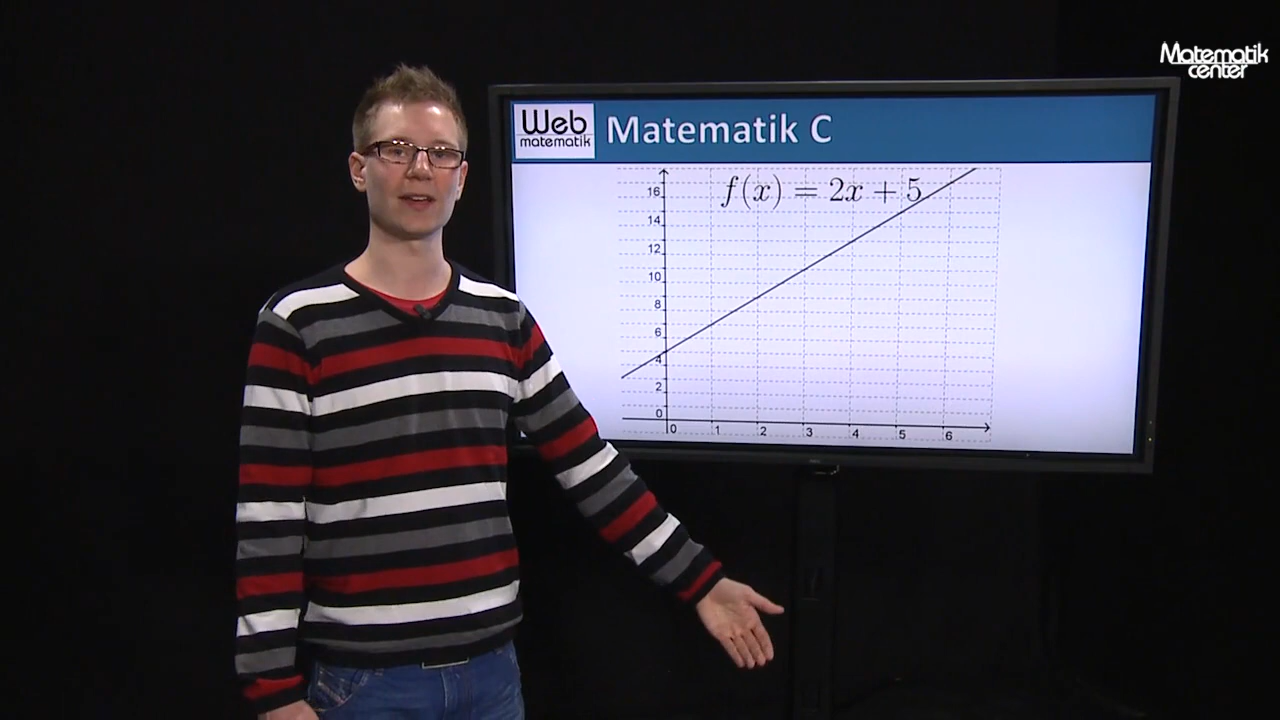 Matematik
center
Web
matematik
Matematik C
f(x) = 2x + 5
16
14
12
10
8
6
4
2
0
0 1 2 3 4 5 6